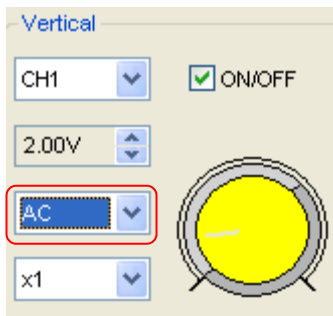 Vertical
CH1
ON/OFF
2.00V
AC
x1